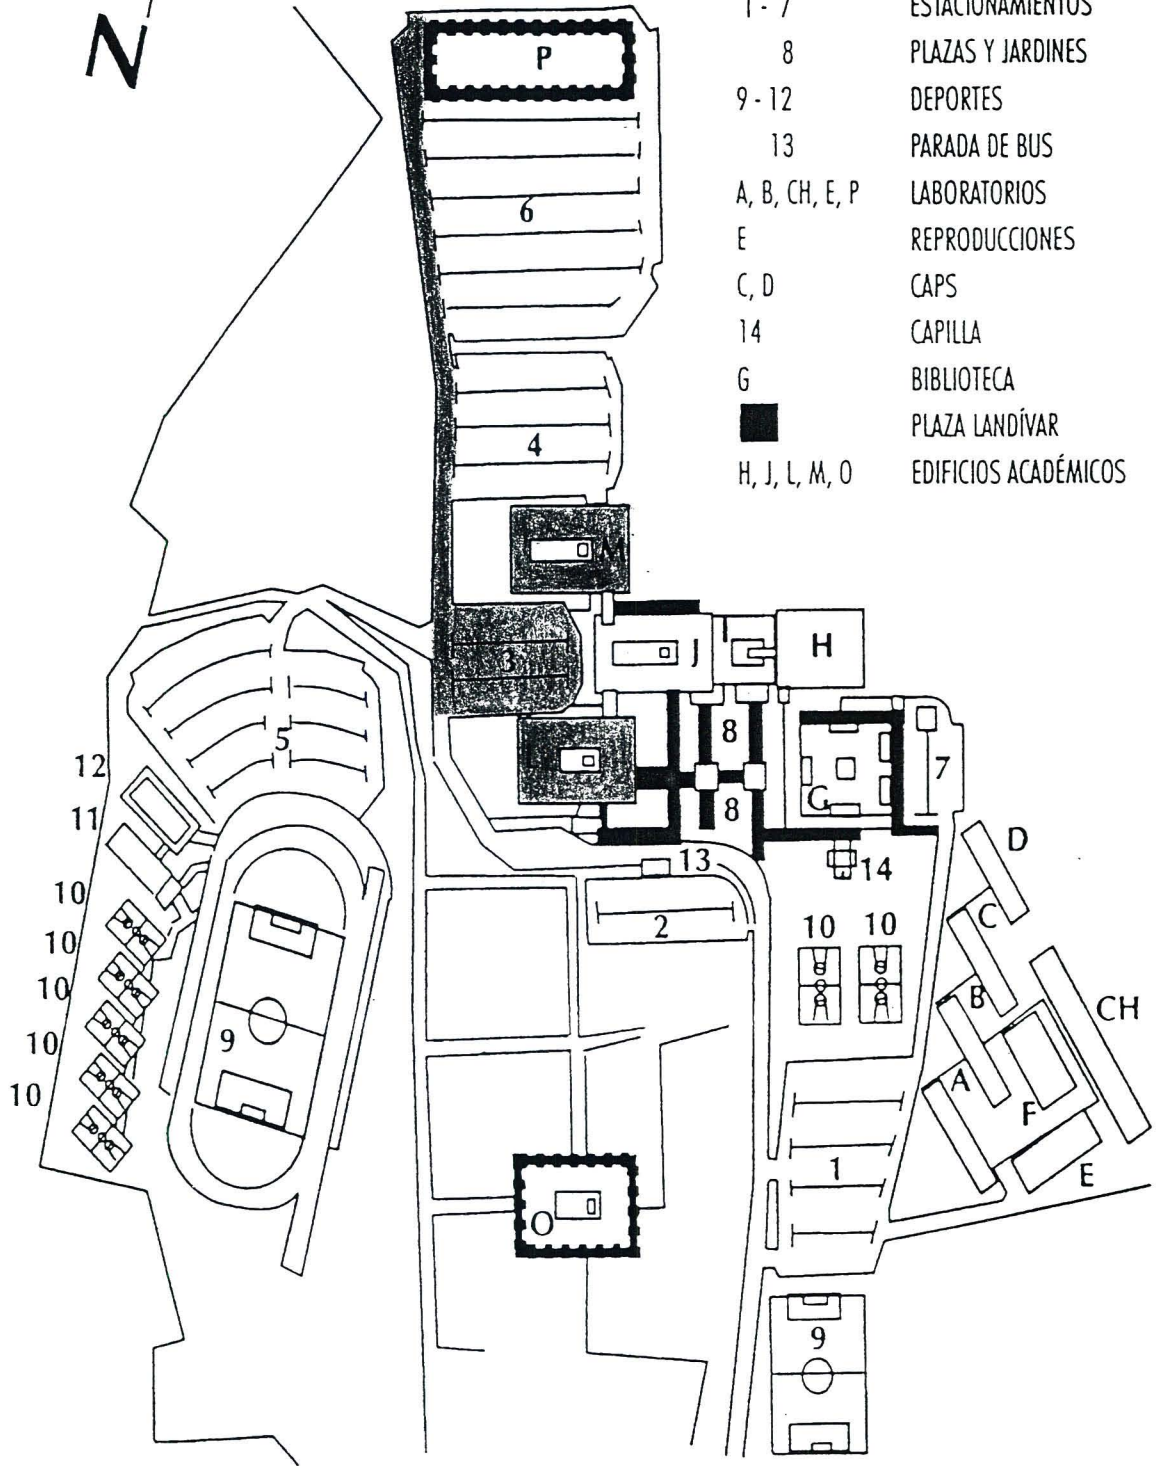 N
1 - 7 ESTACIONAMIENTOS
8 PLAZAS Y JARDINES
9 - 12 DEPORTES
13 PARADA DE BUS
A, B, CH, E, P LABORATORIOS
E REPRODUCCIONES
C, D CAPS
14 CAPILLA
G BIBLIOTECA
PLAZA LANDÍVAR
H, J, L, M, O EDIFICIOS ACADÉMICOS
P
6
4
M
3
J
I
H
5
8
7
12
L
G
11
8
D
13
14
10
2
10
10
C
10
B
10
CH
9
10
A
F
10
1
E
O
9